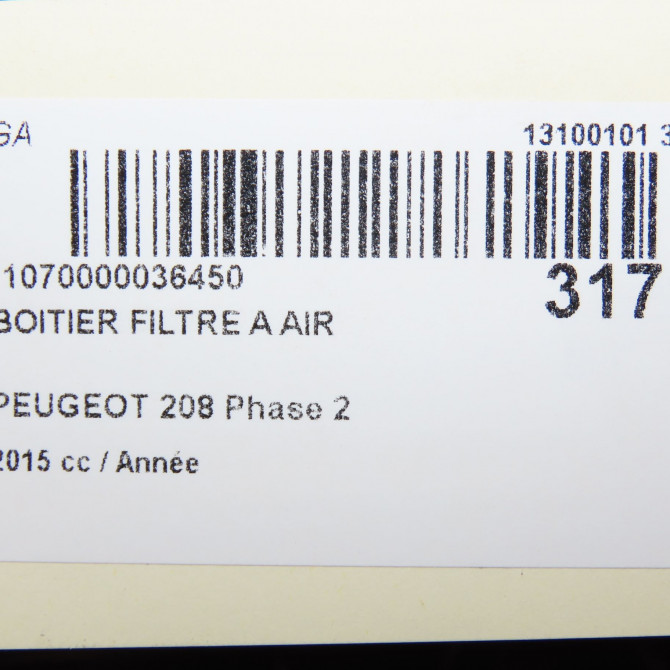 GA 13100101 3
1070000036450 317
BOITIER FILTRE A AIR
PEUGEOT 208 Phase 2
2015 cc / Année